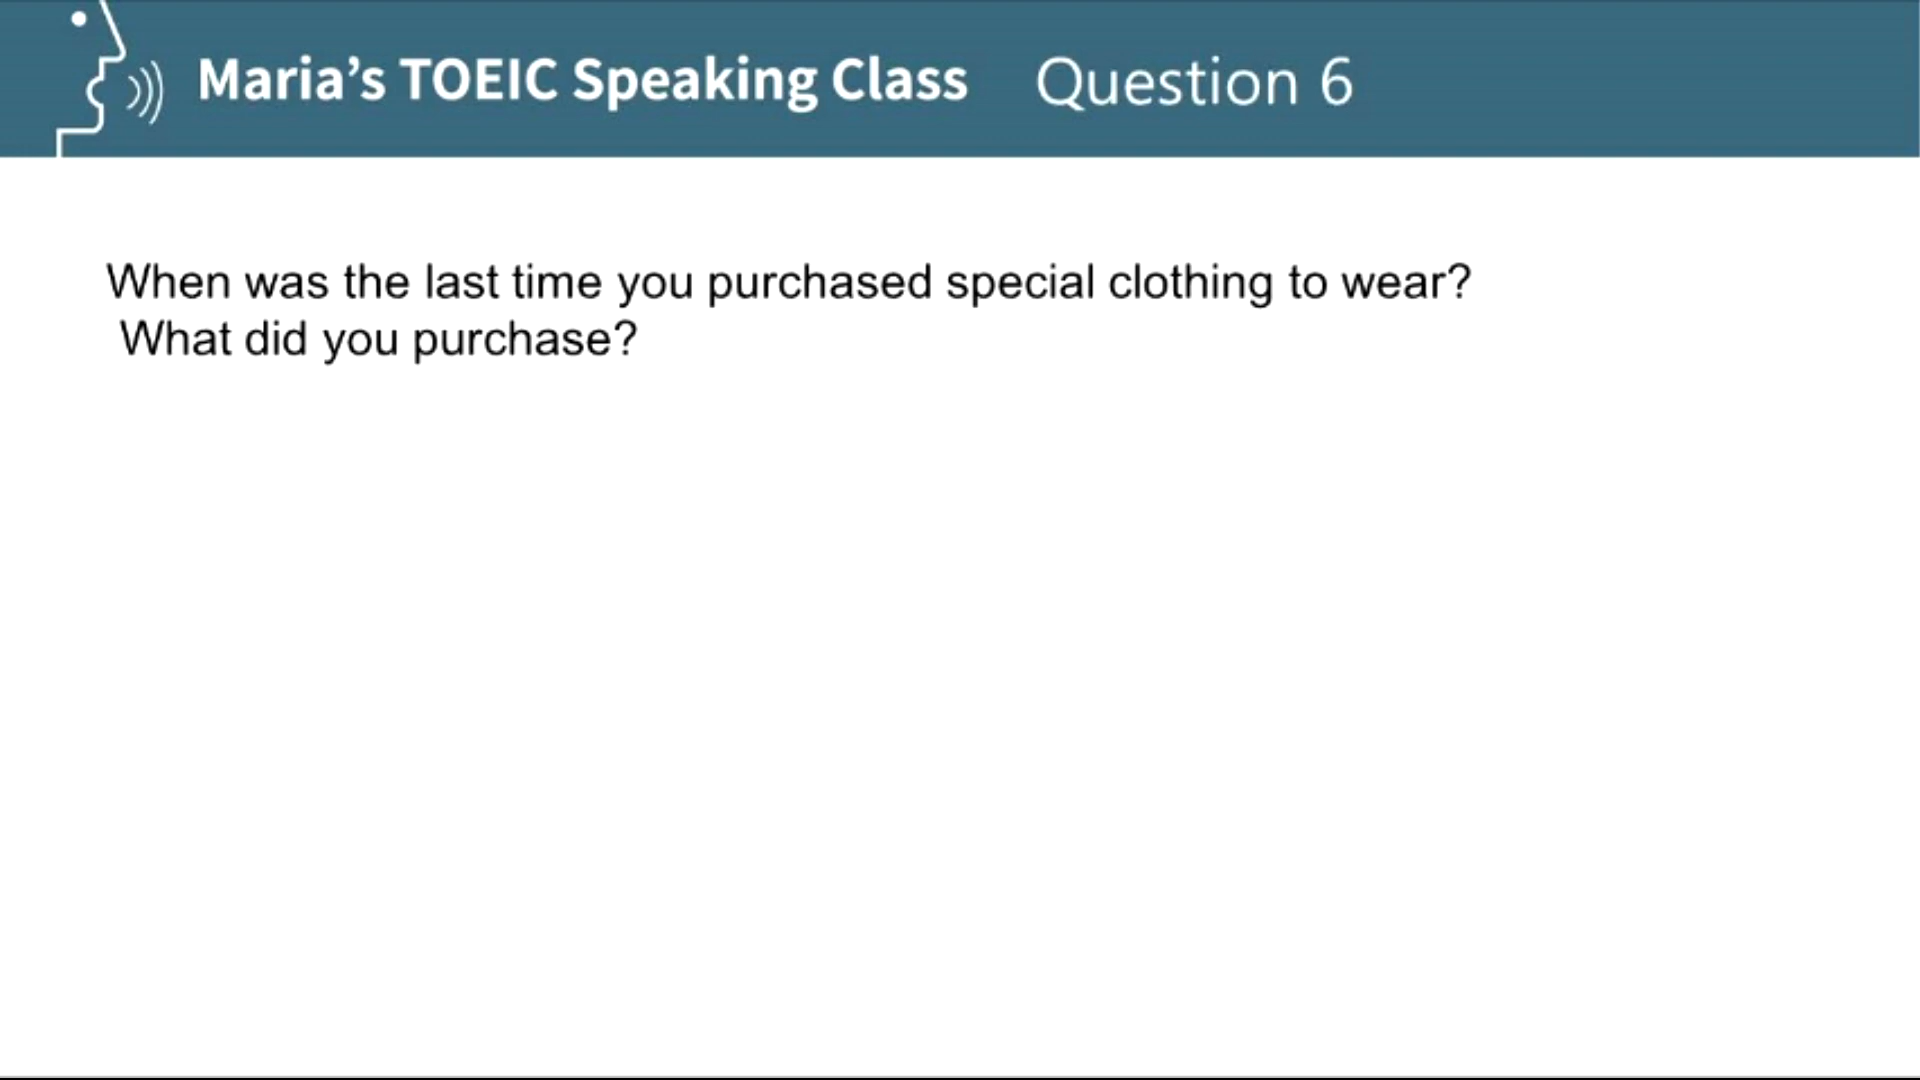 Maria’s TOEIC Speaking Class Question 6
When was the last time you purchased special clothing to wear?
What did you purchase?